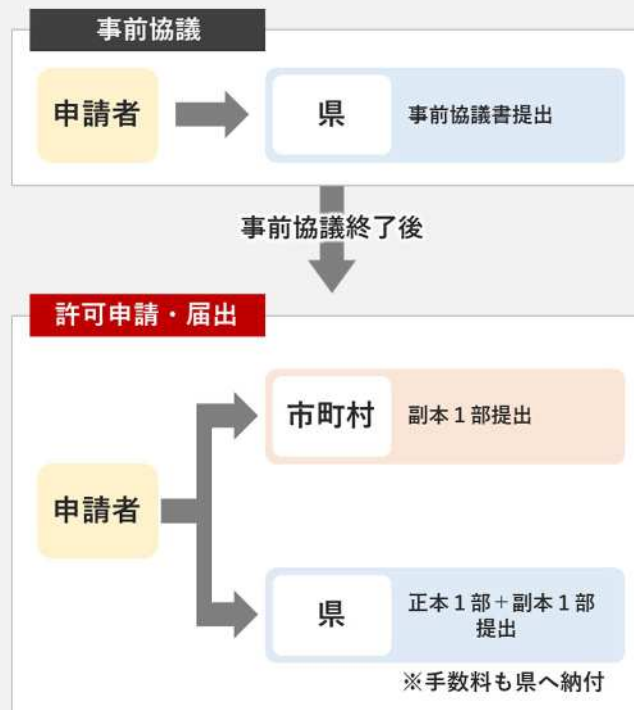 事前協議
申請者
県
事前協議書提出
事前協議終了後
許可申請・届出
市町村
副本1部提出
申請者
県
正本1部+副本1部
提出
※手数料も県へ納付